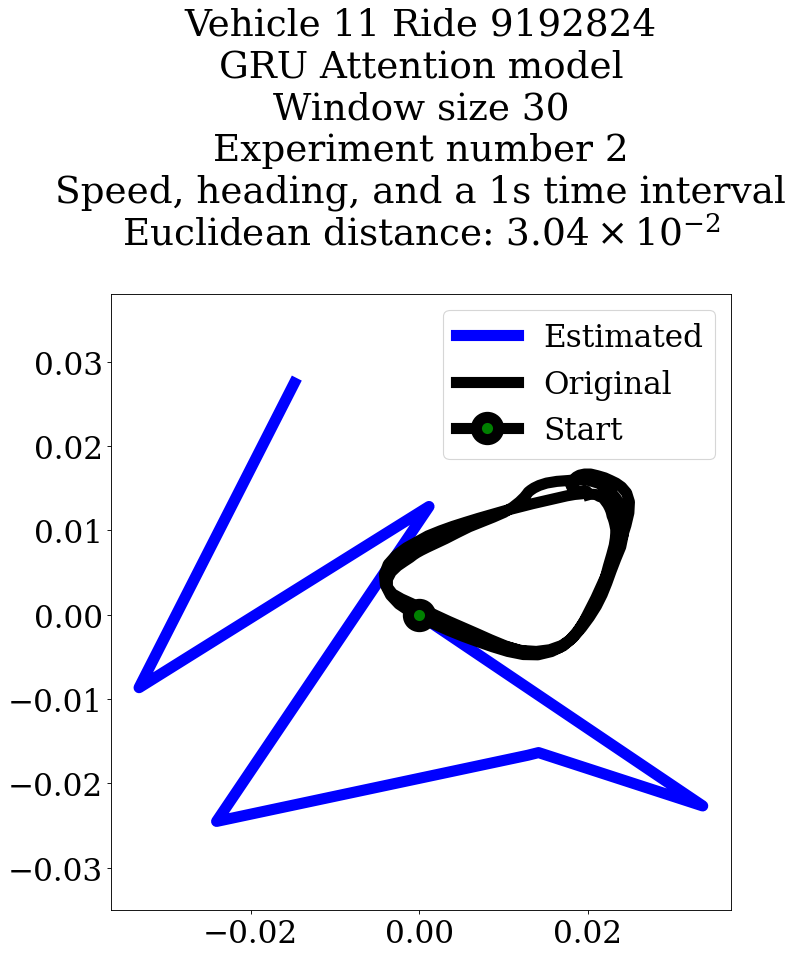 Vehicle 11 Ride 9192824
GRU Attention model
Window size 30
Experiment number 2
Speed, heading, and a 1s time interval
Euclidean distance: 3.04 × 10⁻²
Estimated
Original
Start
0.03
0.02
0.01
0.00
−0.01
−0.02
−0.03
−0.02 0.00 0.02